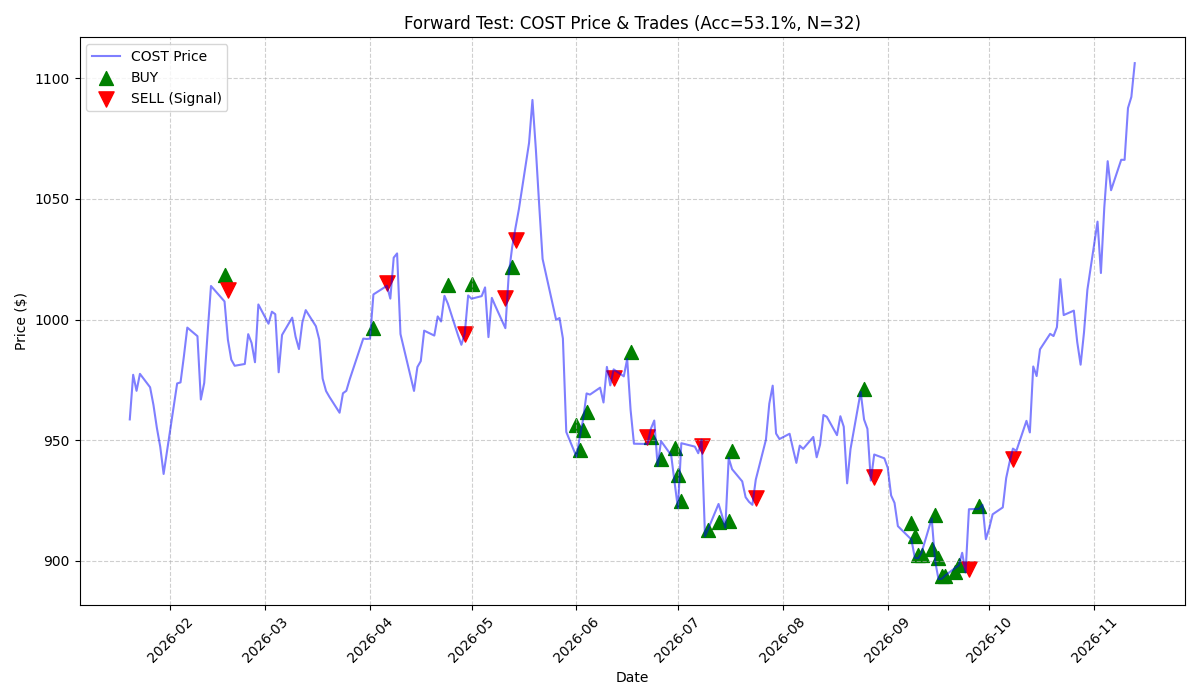 Forward Test: COST Price & Trades (Acc=53.1%, N=32)
COST Price
BUY
SELL (Signal)
Price ($)
1100
1050
1000
950
900
2026-02
2026-03
2026-04
2026-05
2026-06
2026-07
2026-08
2026-09
2026-10
2026-11
Date